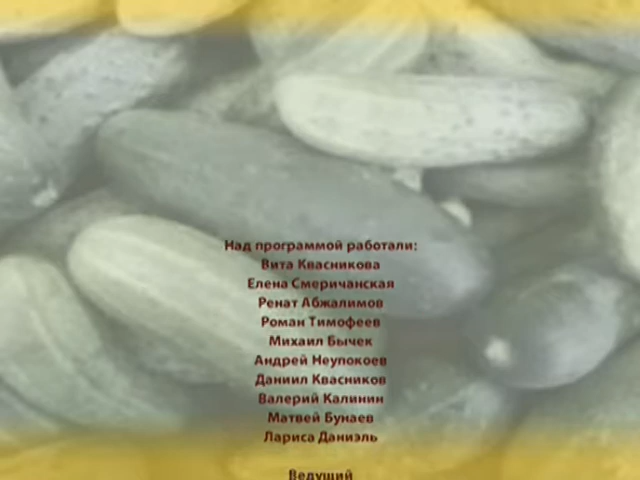 Над программой работали:
Вита Квасникова
Елена Смеричанская
Ренат Абжалимов
Роман Тимофеев
Михаил Бычек
Андрей Неупокоев
Даниил Квасников
Валерий Калинин
Матвей Бунаев
Лариса Даниэль
Ведущий